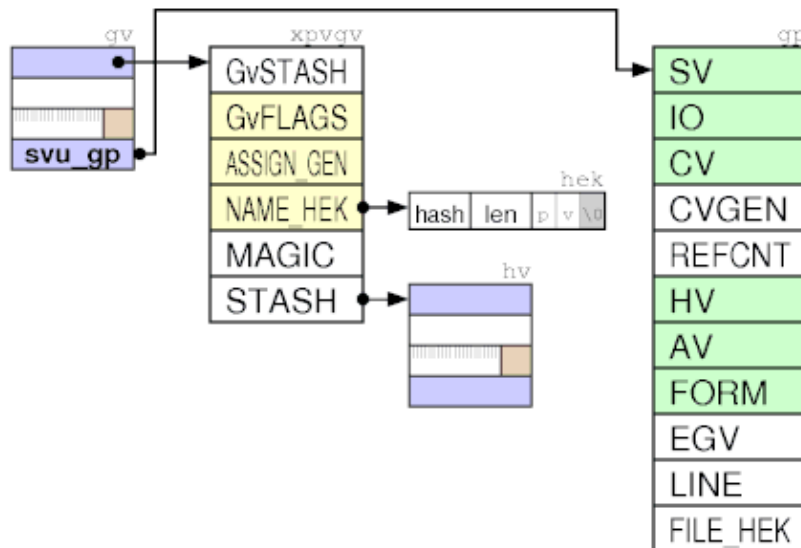 gv
svu_gp
xpvgv
GvSTASH
GvFLAGS
ASSIGN_GEN
NAME_HEK
MAGIC
STASH
hek
hash len p v \0
hv
gp
SV
IO
CV
CVGEN
REFCNT
HV
AV
FORM
EGV
LINE
FILE_HEK